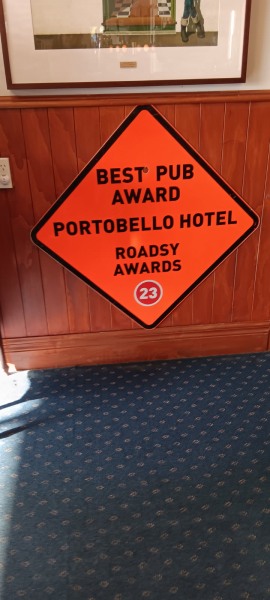 BEST PUB
AWARD
PORTOBELLO HOTEL
ROADSY
AWARDS
23